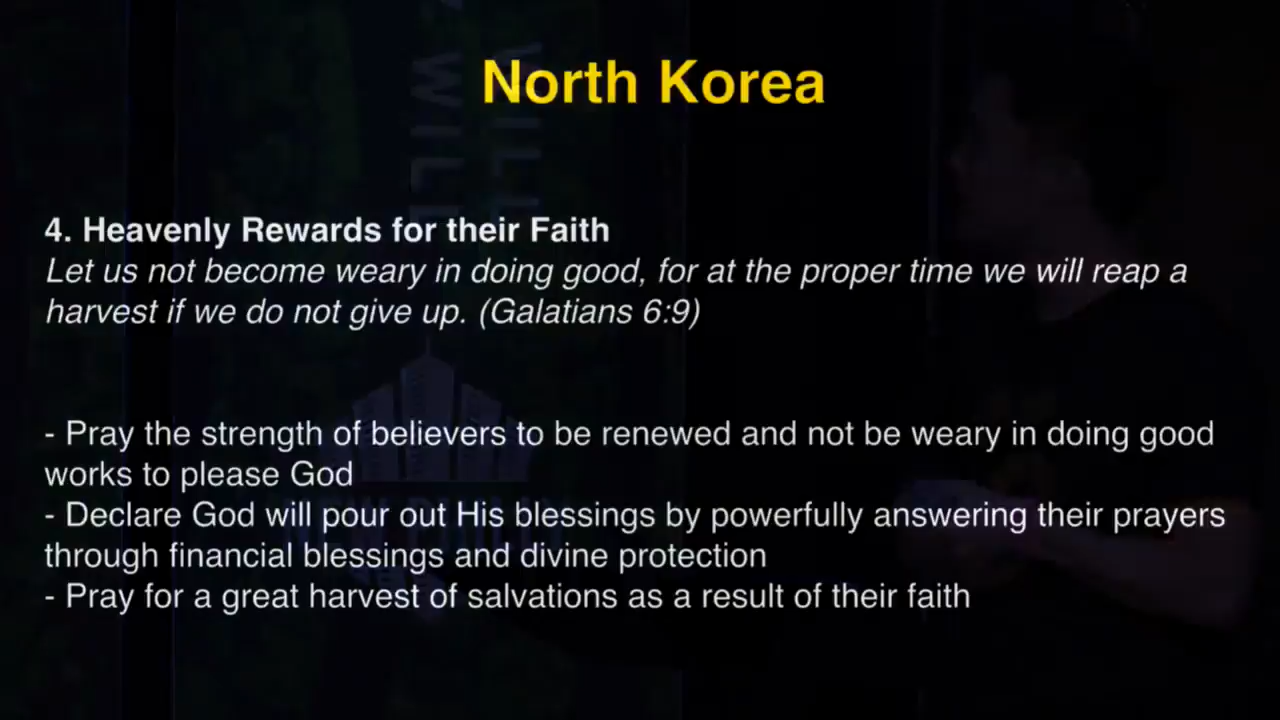 North Korea
4. Heavenly Rewards for their Faith
Let us not become weary in doing good, for at the proper time we will reap a
harvest if we do not give up. (Galatians 6:9)
- Pray the strength of believers to be renewed and not be weary in doing good
works to please God
- Declare God will pour out His blessings by powerfully answering their prayers
through financial blessings and divine protection
- Pray for a great harvest of salvations as a result of their faith